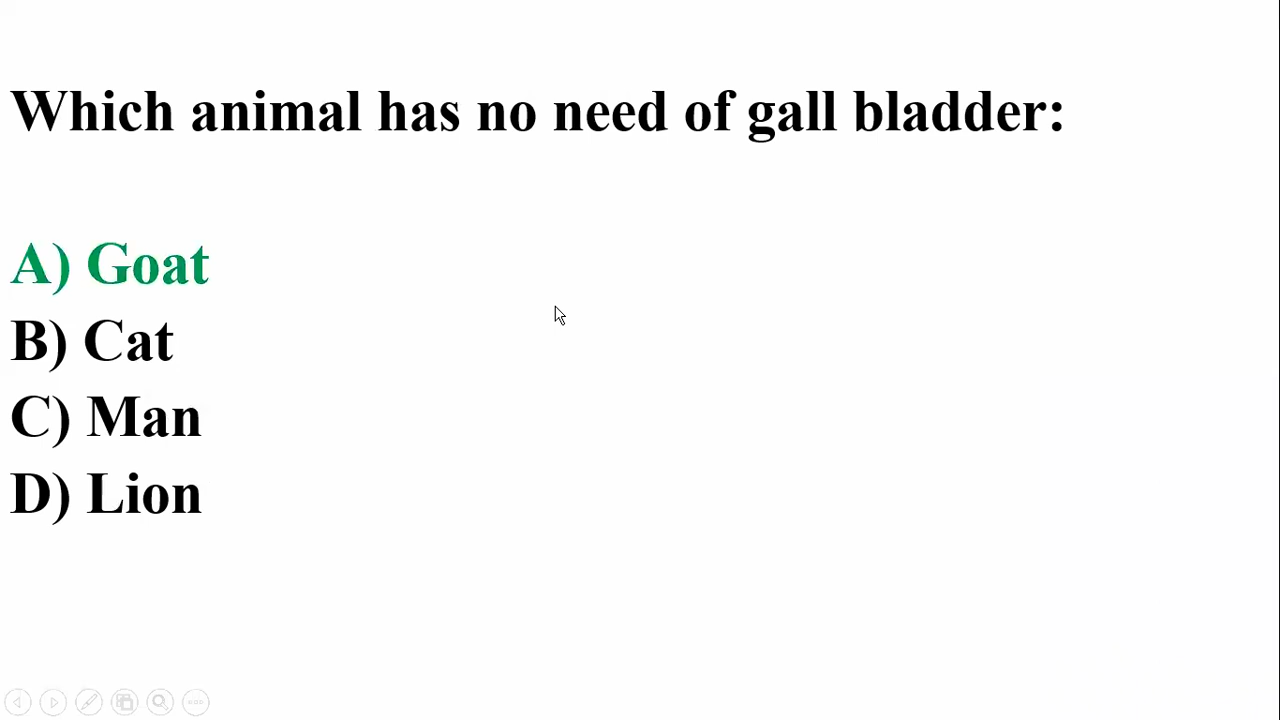 Which animal has no need of gall bladder:
A) Goat
B) Cat
C) Man
D) Lion